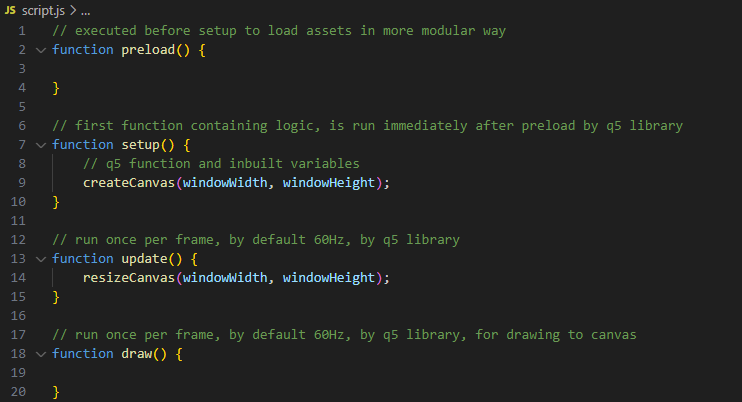 JS script.js > ...
1 // executed before setup to load assets in more modular way
2 function preload() {
3
4 }
5
6 // first function containing logic, is run immediately after preload by q5 library
7 function setup() {
8     // q5 function and inbuilt variables
9     createCanvas(windowWidth, windowHeight);
10 }
11
12 // run once per frame, by default 60Hz, by q5 library
13 function update() {
14     resizeCanvas(windowWidth, windowHeight);
15 }
16
17 // run once per frame, by default 60Hz, by q5 library, for drawing to canvas
18 function draw() {
19
20 }